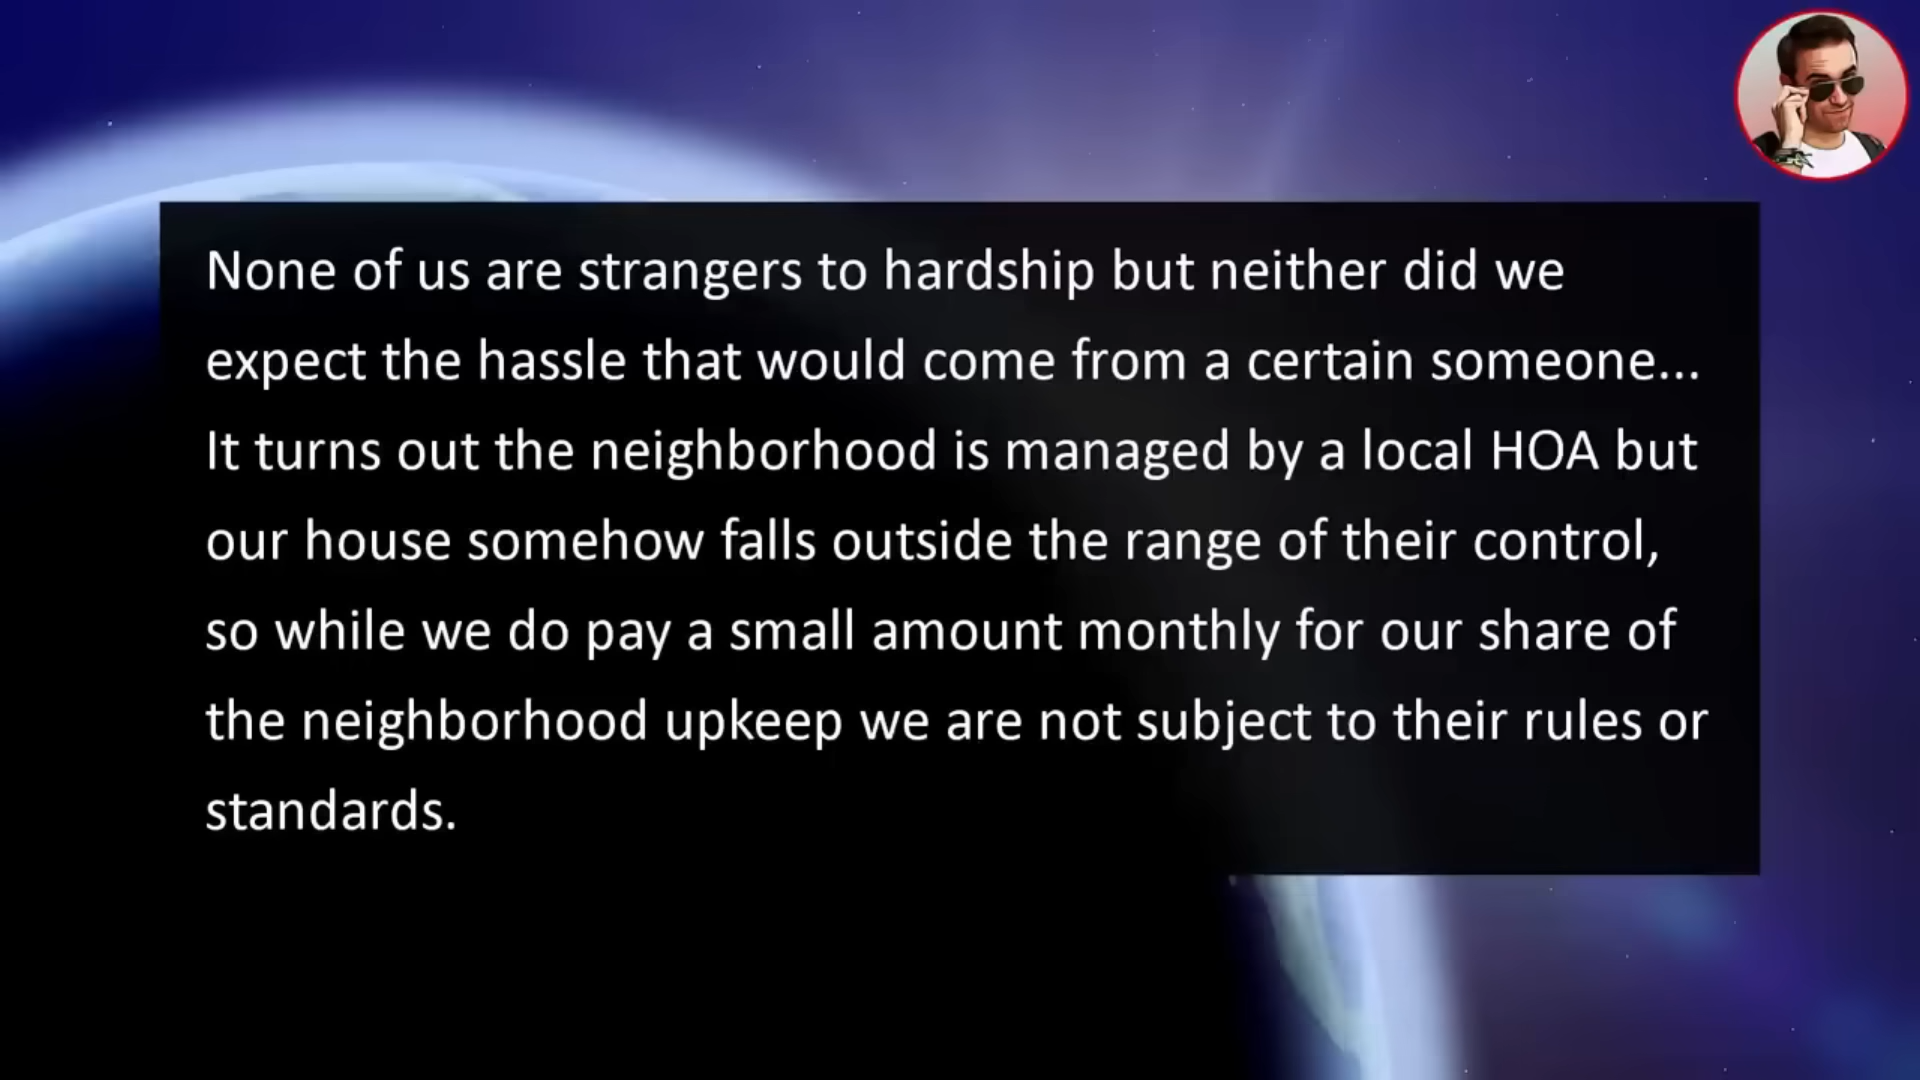 None of us are strangers to hardship but neither did we
expect the hassle that would come from a certain someone...
It turns out the neighborhood is managed by a local HOA but
our house somehow falls outside the range of their control,
so while we do pay a small amount monthly for our share of
the neighborhood upkeep we are not subject to their rules or
standards.